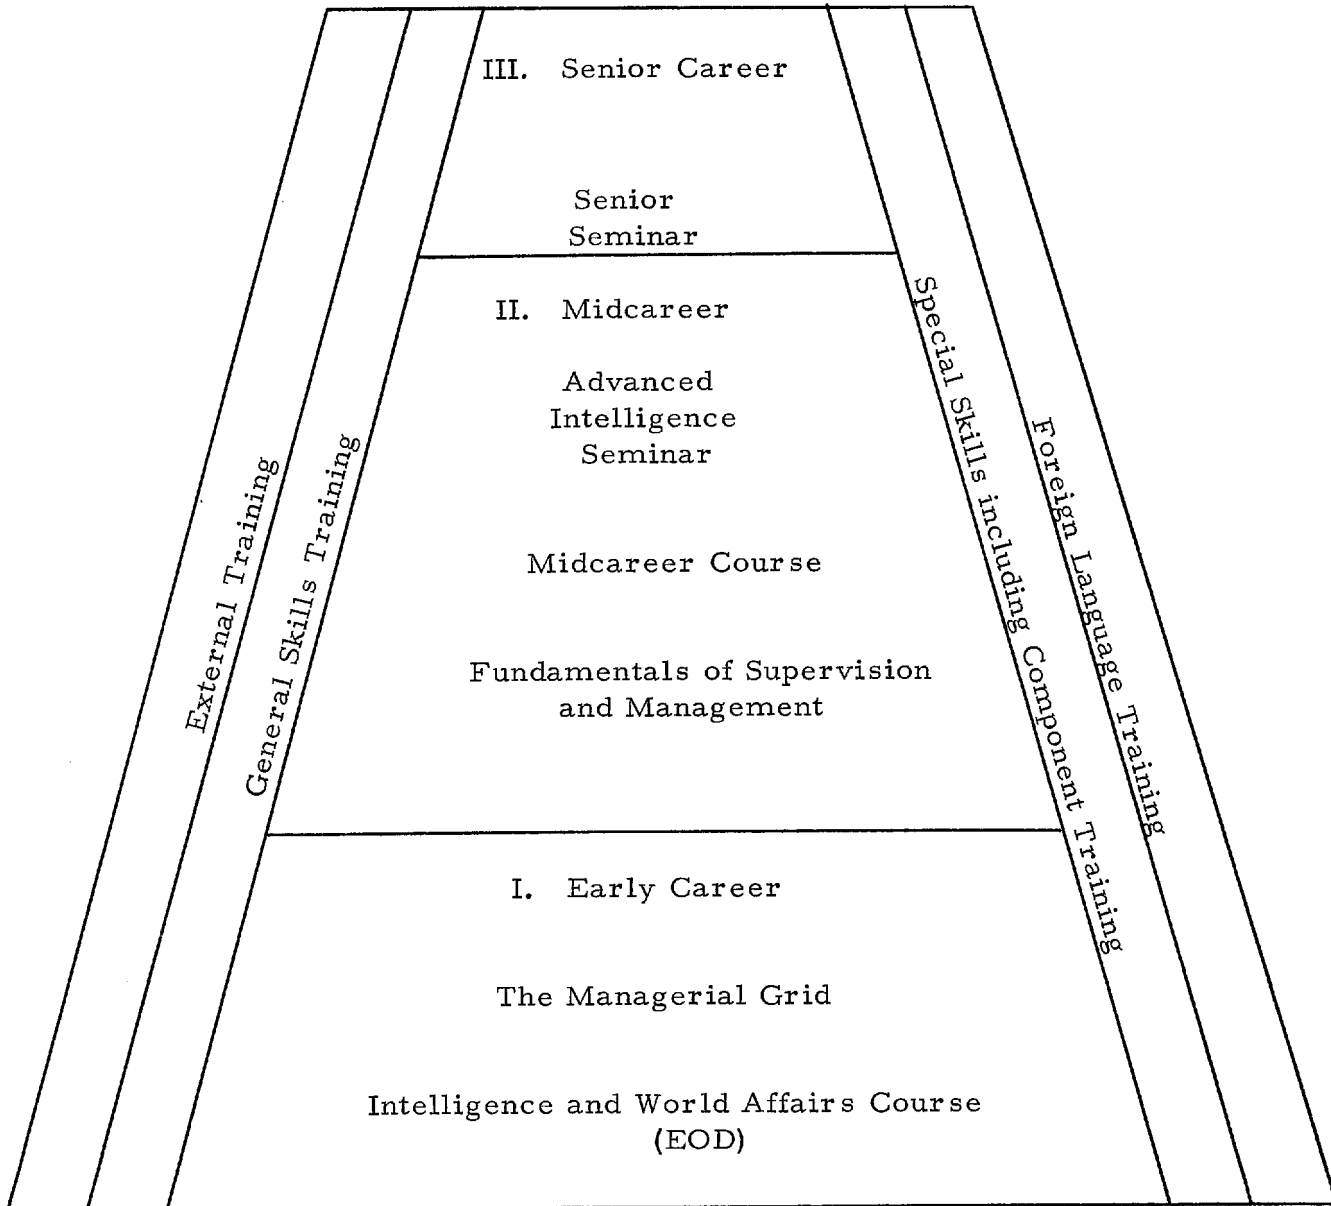 III. Senior Career
Senior
Seminar
II. Midcareer
Advanced
Intelligence
Seminar
Midcareer Course
Fundamentals of Supervision
and Management
I. Early Career
The Managerial Grid
Intelligence and World Affairs Course
(EOD)
External Training
General Skills Training
Special Skills including Component Training
Foreign Language Training